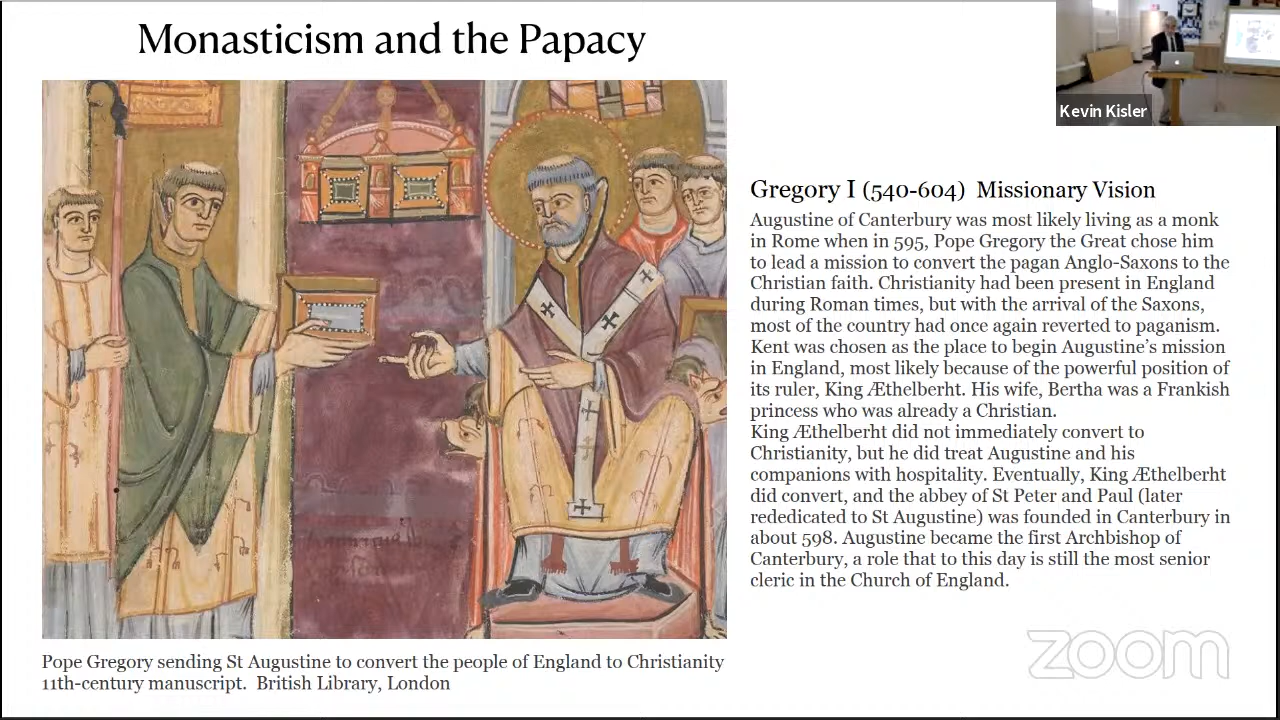 Monasticism and the Papacy
Kevin Kisler
Gregory I (540-604) Missionary Vision
Augustine of Canterbury was most likely living as a monk
in Rome when in 595, Pope Gregory the Great chose him
to lead a mission to convert the pagan Anglo-Saxons to the
Christian faith. Christianity had been present in England
during Roman times, but with the arrival of the Saxons,
most of the country had once again reverted to paganism.
Kent was chosen as the place to begin Augustine’s mission
in England, most likely because of the powerful position of
its ruler, King Æthelberht. His wife, Bertha was a Frankish
princess who was already a Christian.
King Æthelberht did not immediately convert to
Christianity, but he did treat Augustine and his
companions with hospitality. Eventually, King Æthelberht
did convert, and the abbey of St Peter and Paul (later
rededicated to St Augustine) was founded in Canterbury in
about 598. Augustine became the first Archbishop of
Canterbury, a role that to this day is still the most senior
cleric in the Church of England.
Pope Gregory sending St Augustine to convert the people of England to Christianity
11th-century manuscript. British Library, London
zoom